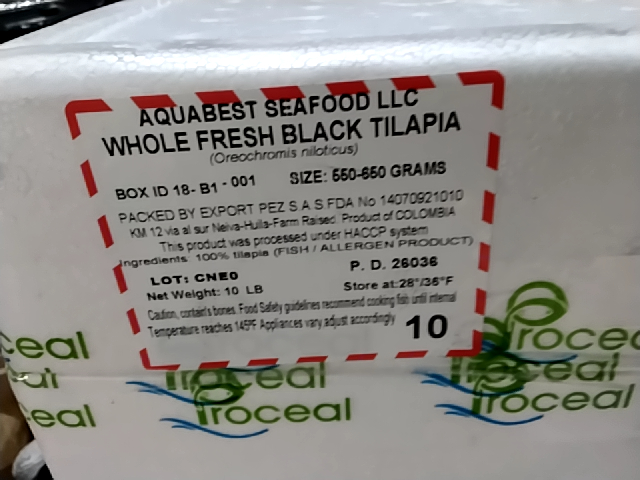 AQUABEST SEAFOOD LLC
WHOLE FRESH BLACK TILAPIA
(Oreochromis niloticus)
BOX ID 18- B1 - 001 SIZE: 550-650 GRAMS
PACKED BY EXPORT PEZ S A S FDA No 14070921010
KM 12 via al sur Neiva-Huila-Farm Raised. Product of COLOMBIA
This product was processed under HACCP system
Ingredients: 100% tilapia (FISH / ALLERGEN PRODUCT)
LOT: CNE0 P. D. 26036
Net Weight: 10 LB Store at:28°/36°F
Caution, contain's bones. Food Safety guidelines recommend cooking fish until internal
Temperature reaches 145ºF Appliances vary adjust accordingly 10
ceal
Proceal
Proceal
Proceal
eal
Proceal
Proceal